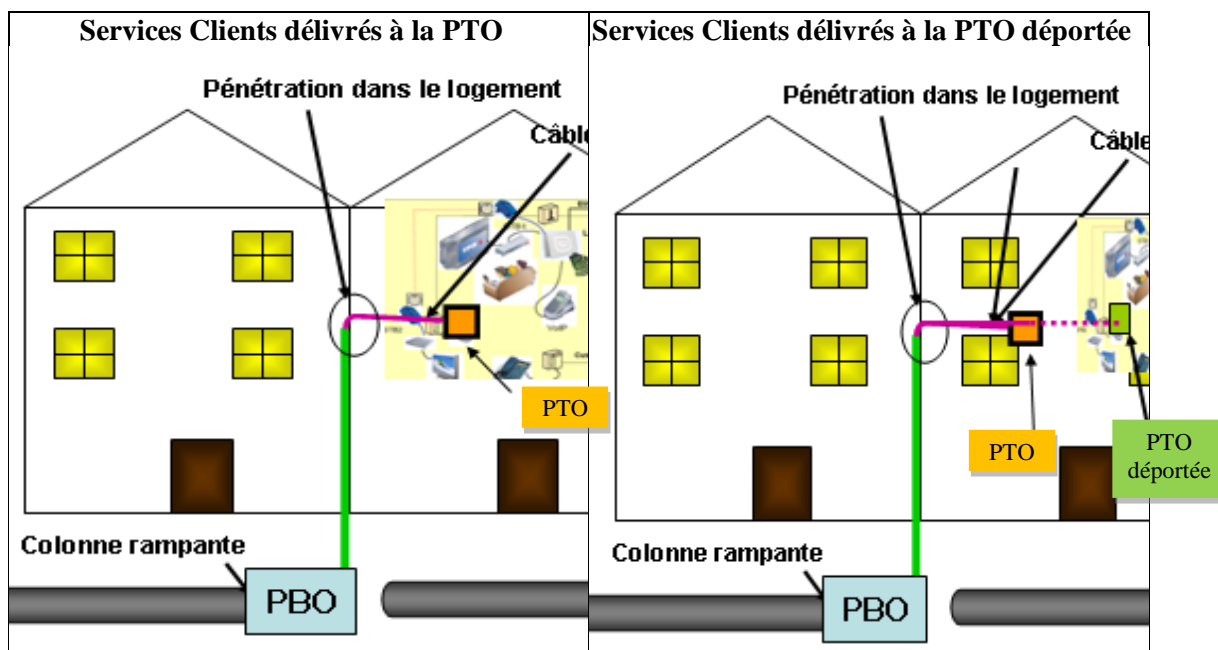 Services Clients délivrés à la PTO
Pénétration dans le logement
Câble
VoIP
PTO
Colonne rampante
PBO
Services Clients délivrés à la PTO déportée
Pénétration dans le logement
Câble
PTO
PTO
déportée
Colonne rampante
PBO